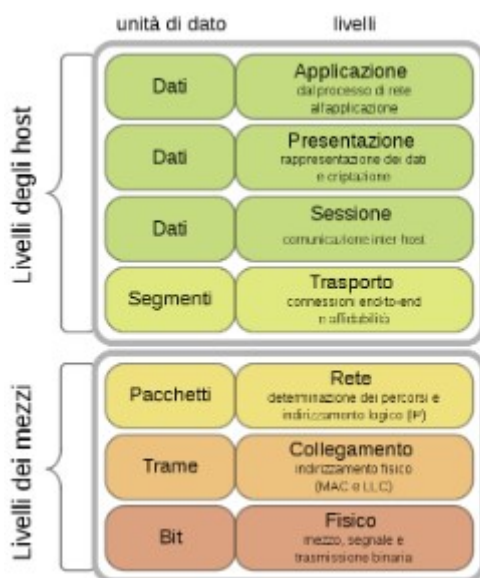 unità di dato
livelli
Livelli degli host
Dati
Applicazione
dal processo di rete
all'applicazione
Dati
Presentazione
rappresentazione dei dati
e criptazione
Dati
Sessione
comunicazione inter host
Segmenti
Trasporto
connessioni end-to-end
e affidabilità
Livelli dei mezzi
Pacchetti
Rete
determinazione dei percorsi e
indirizzamento logico (IP)
Trame
Collegamento
indirizzamento fisico
(MAC e LLC)
Bit
Fisico
mezzo, segnale e
trasmissione binaria